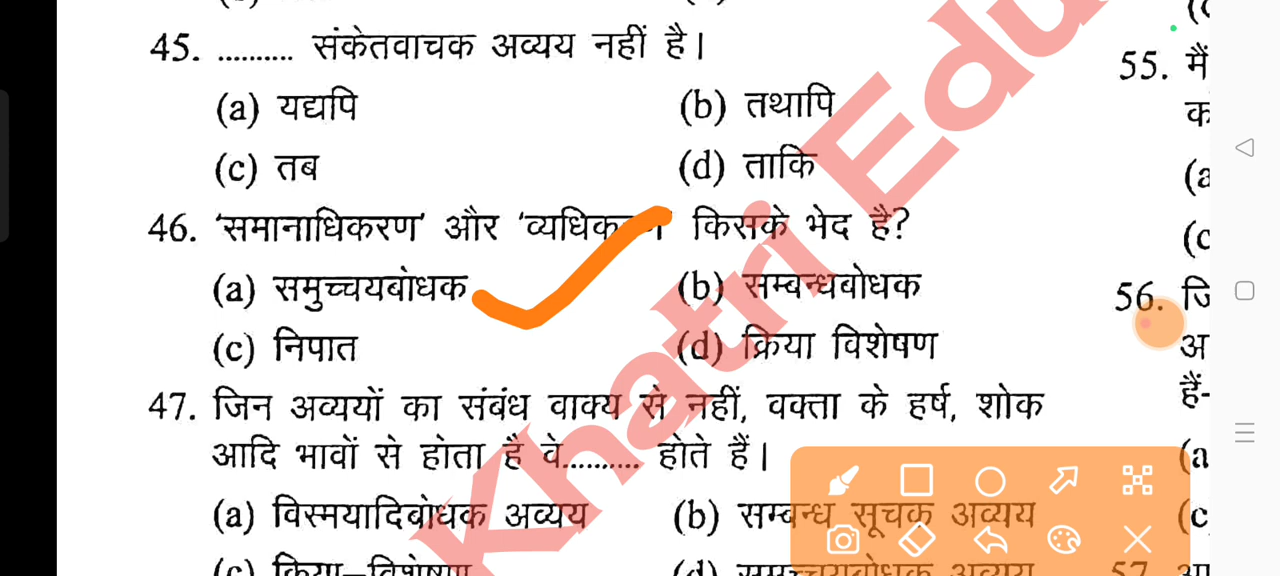 45. .......... संकेतवाचक अव्यय नहीं है।
(a) यद्यपि (b) तथापि
(c) तब (d) ताकि
46. 'समानाधिकरण' और किसके भेद है?
(a) समुच्चयबोधक (b) सम्बन्धबोधक
(c) निपात (d) क्रिया विशेषण
47. जिन अव्ययों का संबंध वाक्य से नहीं, वक्ता के हर्ष, शोक
आदि भावों से होता है वे.......... होते हैं।
(a) विस्मयादिबोधक अव्यय (b) सम्बन्ध सूचक अव्यय
55. मैं
56.
57.
Khatri Edu